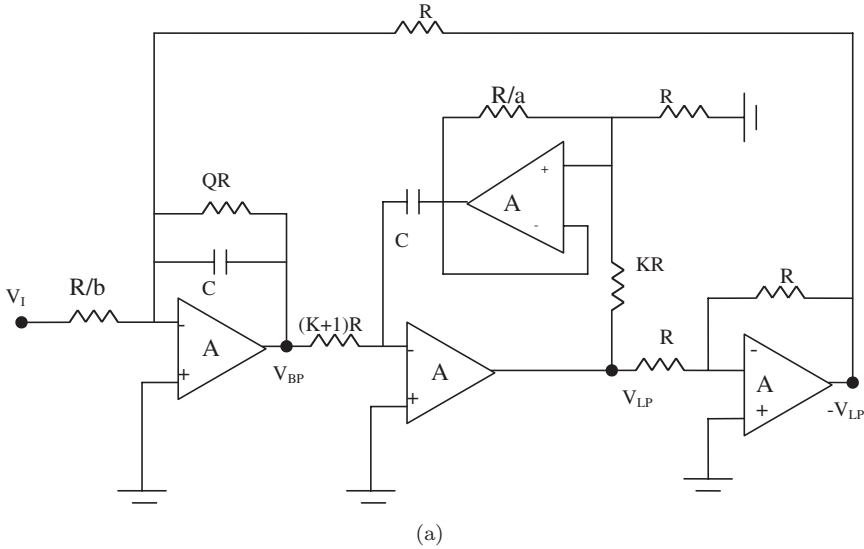 R
R/a
R
+
A
-
QR
C
KR
C
R
V_I
R/b
-
A
+
(K+1)R
-
A
+
R
-
A
+
V_BP
V_LP
-V_LP
(a)